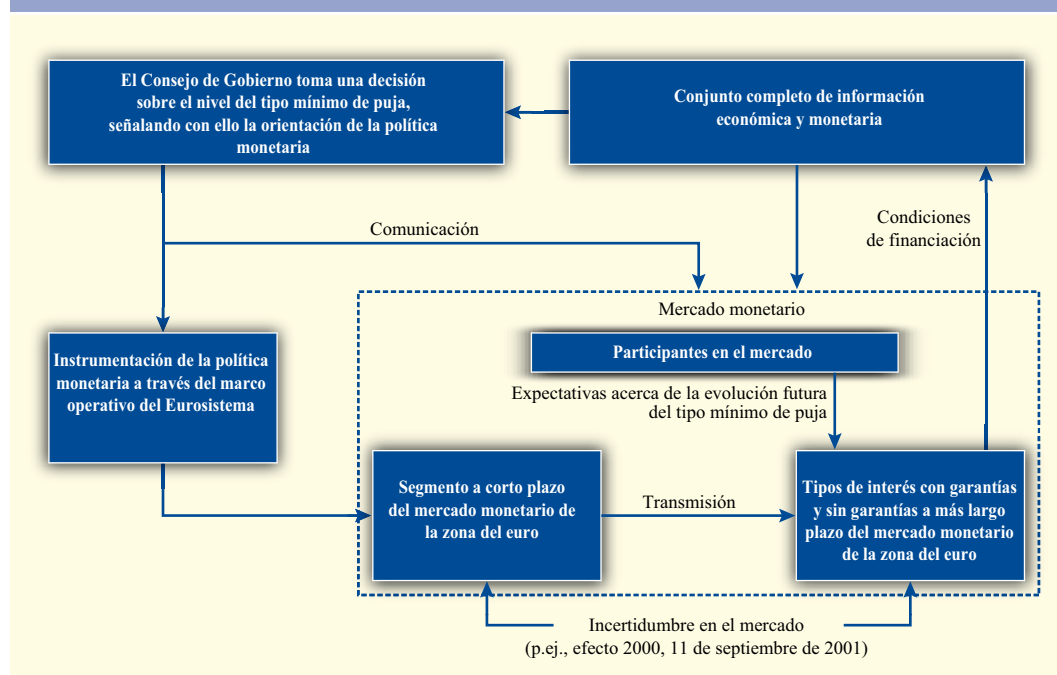 El Consejo de Gobierno toma una decisión
sobre el nivel del tipo mínimo de puja,
señalando con ello la orientación de la política
monetaria
Conjunto completo de información
económica y monetaria
Comunicación
Condiciones
de financiación
Mercado monetario
Participantes en el mercado
Instrumentación de la política
monetaria a través del marco
operativo del Eurosistema
Expectativas acerca de la evolución futura
del tipo mínimo de puja
Segmento a corto plazo
del mercado monetario de
la zona del euro
Transmisión
Tipos de interés con garantías
y sin garantías a más largo
plazo del mercado monetario
de la zona del euro
Incertidumbre en el mercado
(p.ej., efecto 2000, 11 de septiembre de 2001)